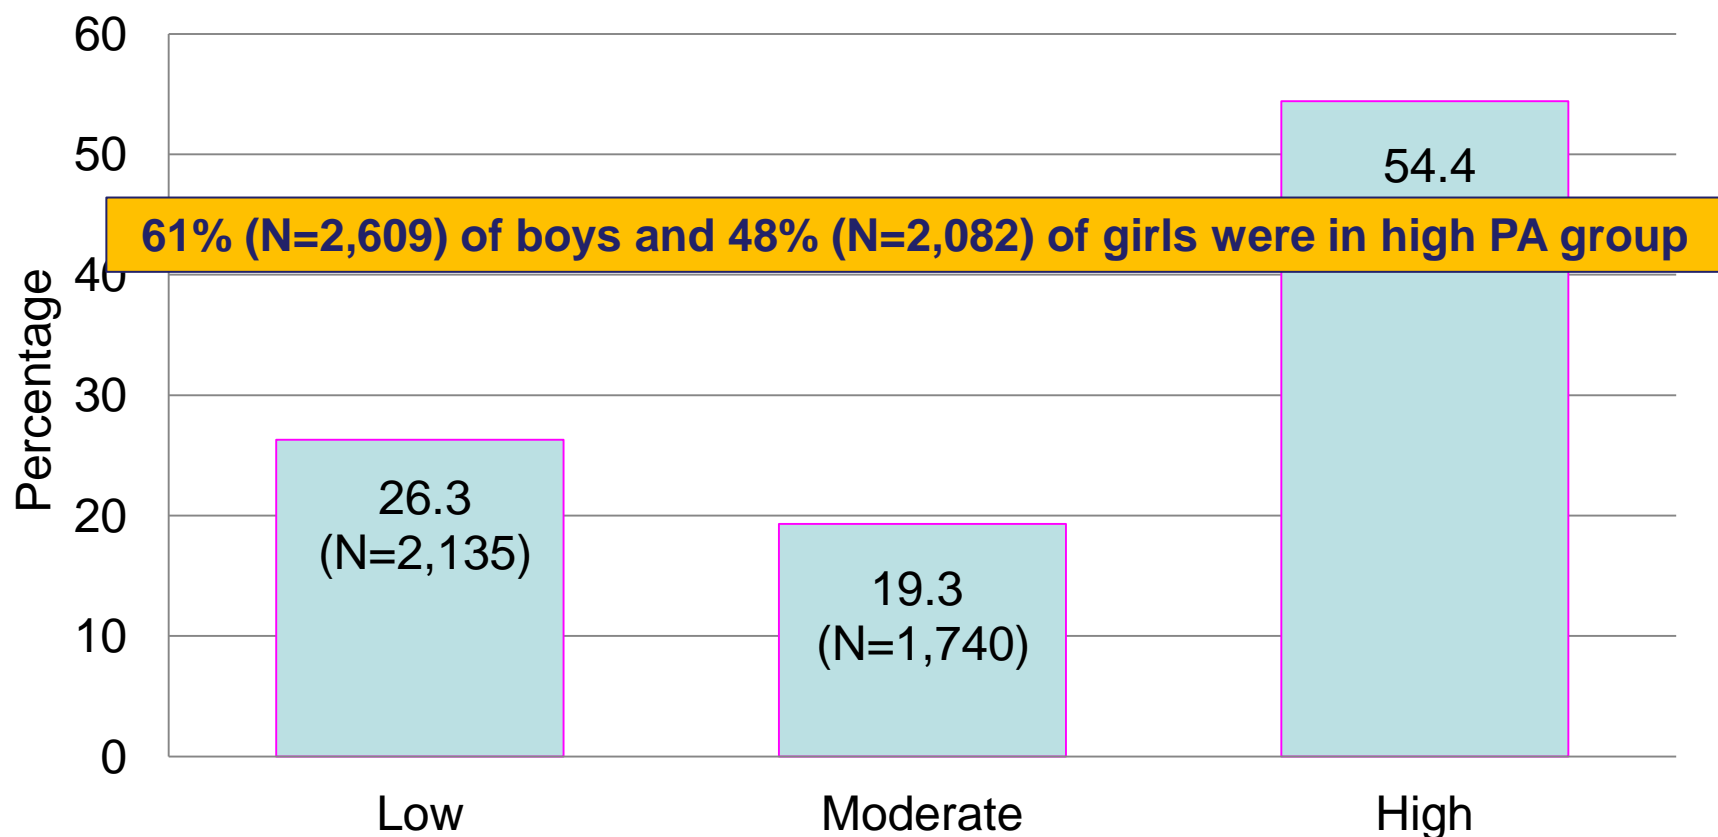 60
50
40
30
20
10
0
Percentage
54.4
61% (N=2,609) of boys and 48% (N=2,082) of girls were in high PA group
26.3
(N=2,135)
19.3
(N=1,740)
Low
Moderate
High